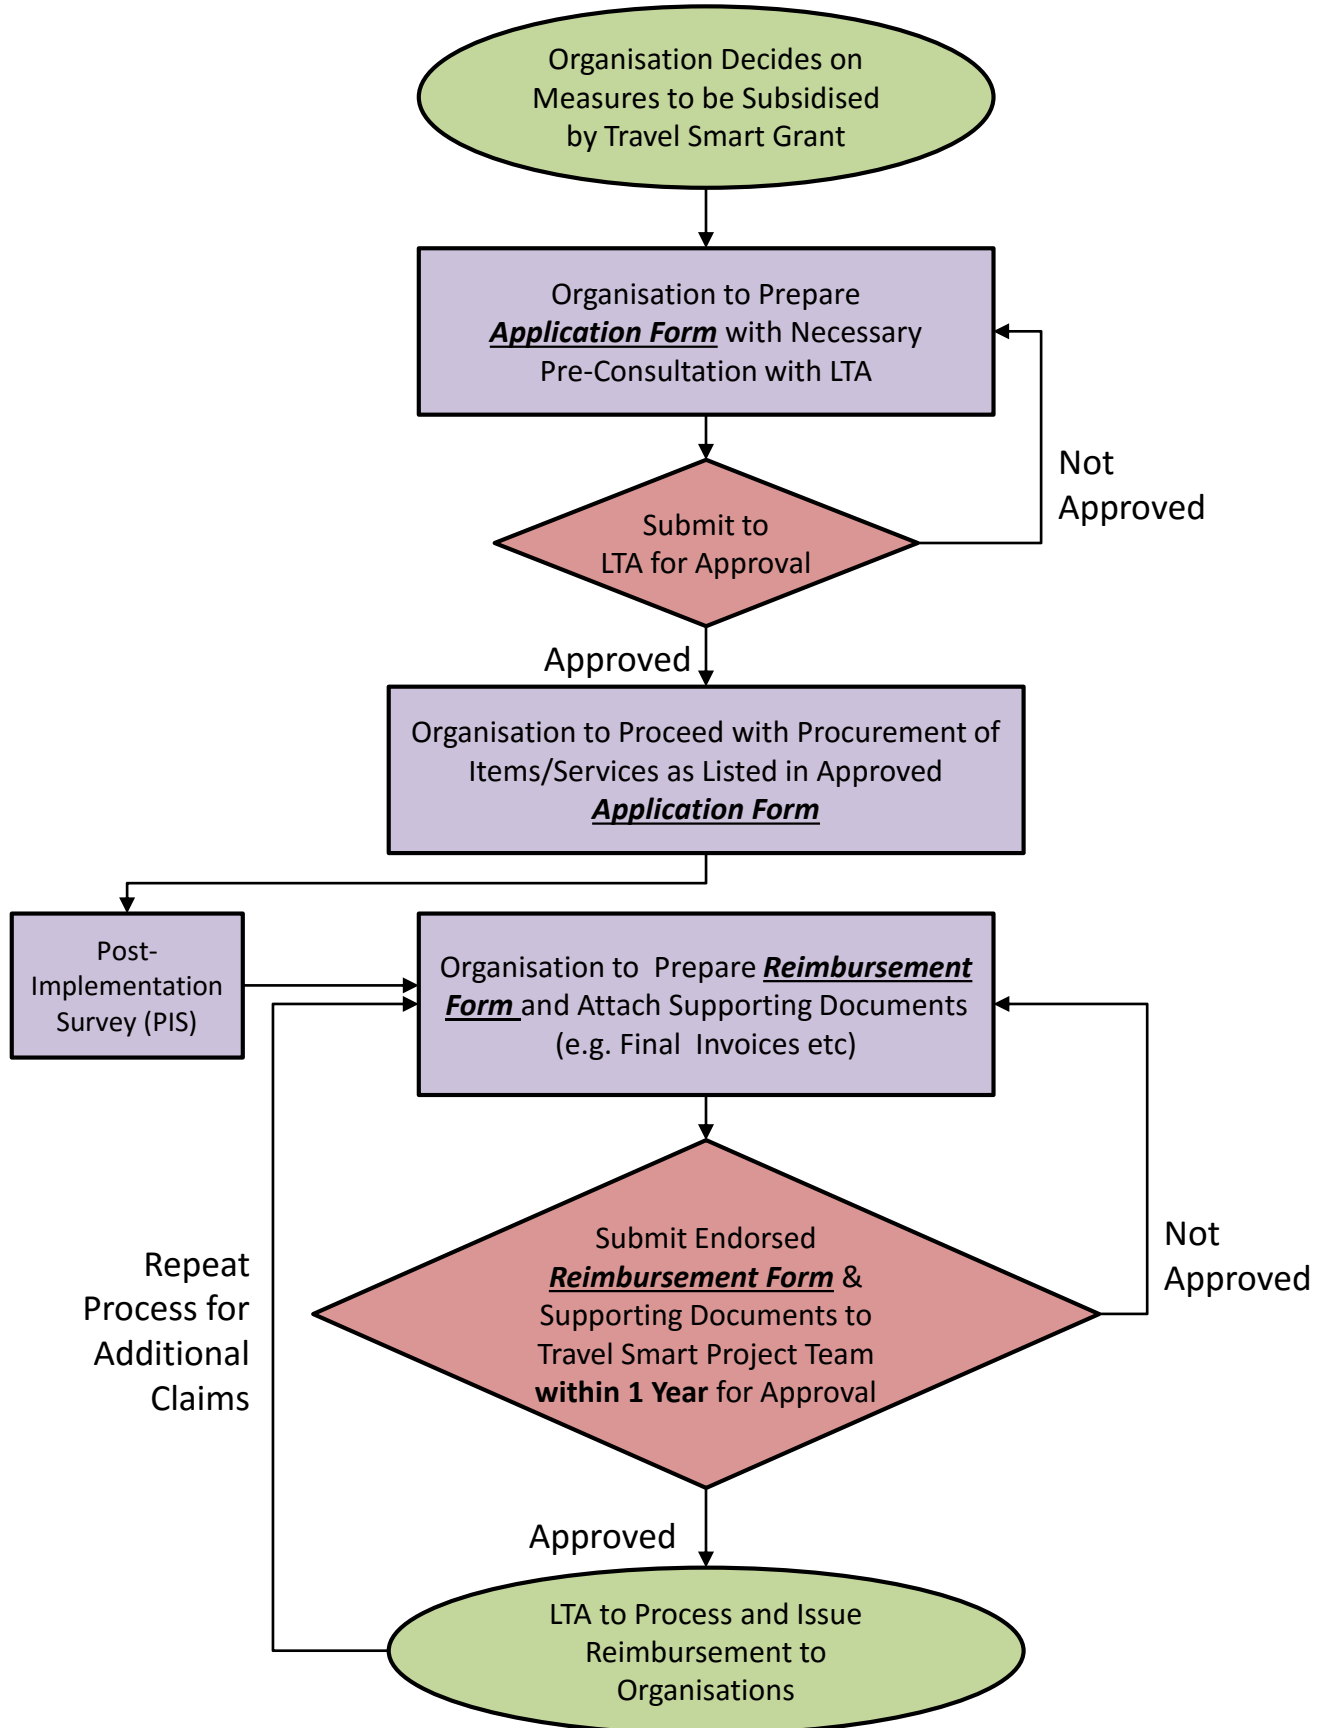 Organisation Decides on
Measures to be Subsidised
by Travel Smart Grant
Organisation to Prepare
Application Form with Necessary
Pre-Consultation with LTA
Not
Approved
Submit to
LTA for Approval
Approved
Organisation to Proceed with Procurement of
Items/Services as Listed in Approved
Application Form
Post-
Implementation
Survey (PIS)
Organisation to  Prepare Reimbursement
Form and Attach Supporting Documents
(e.g. Final  Invoices etc)
Repeat
Process for
Additional
Claims
Submit Endorsed
Reimbursement Form &
Supporting Documents to
Travel Smart Project Team
within 1 Year for Approval
Not
Approved
Approved
LTA to Process and Issue
Reimbursement to
Organisations